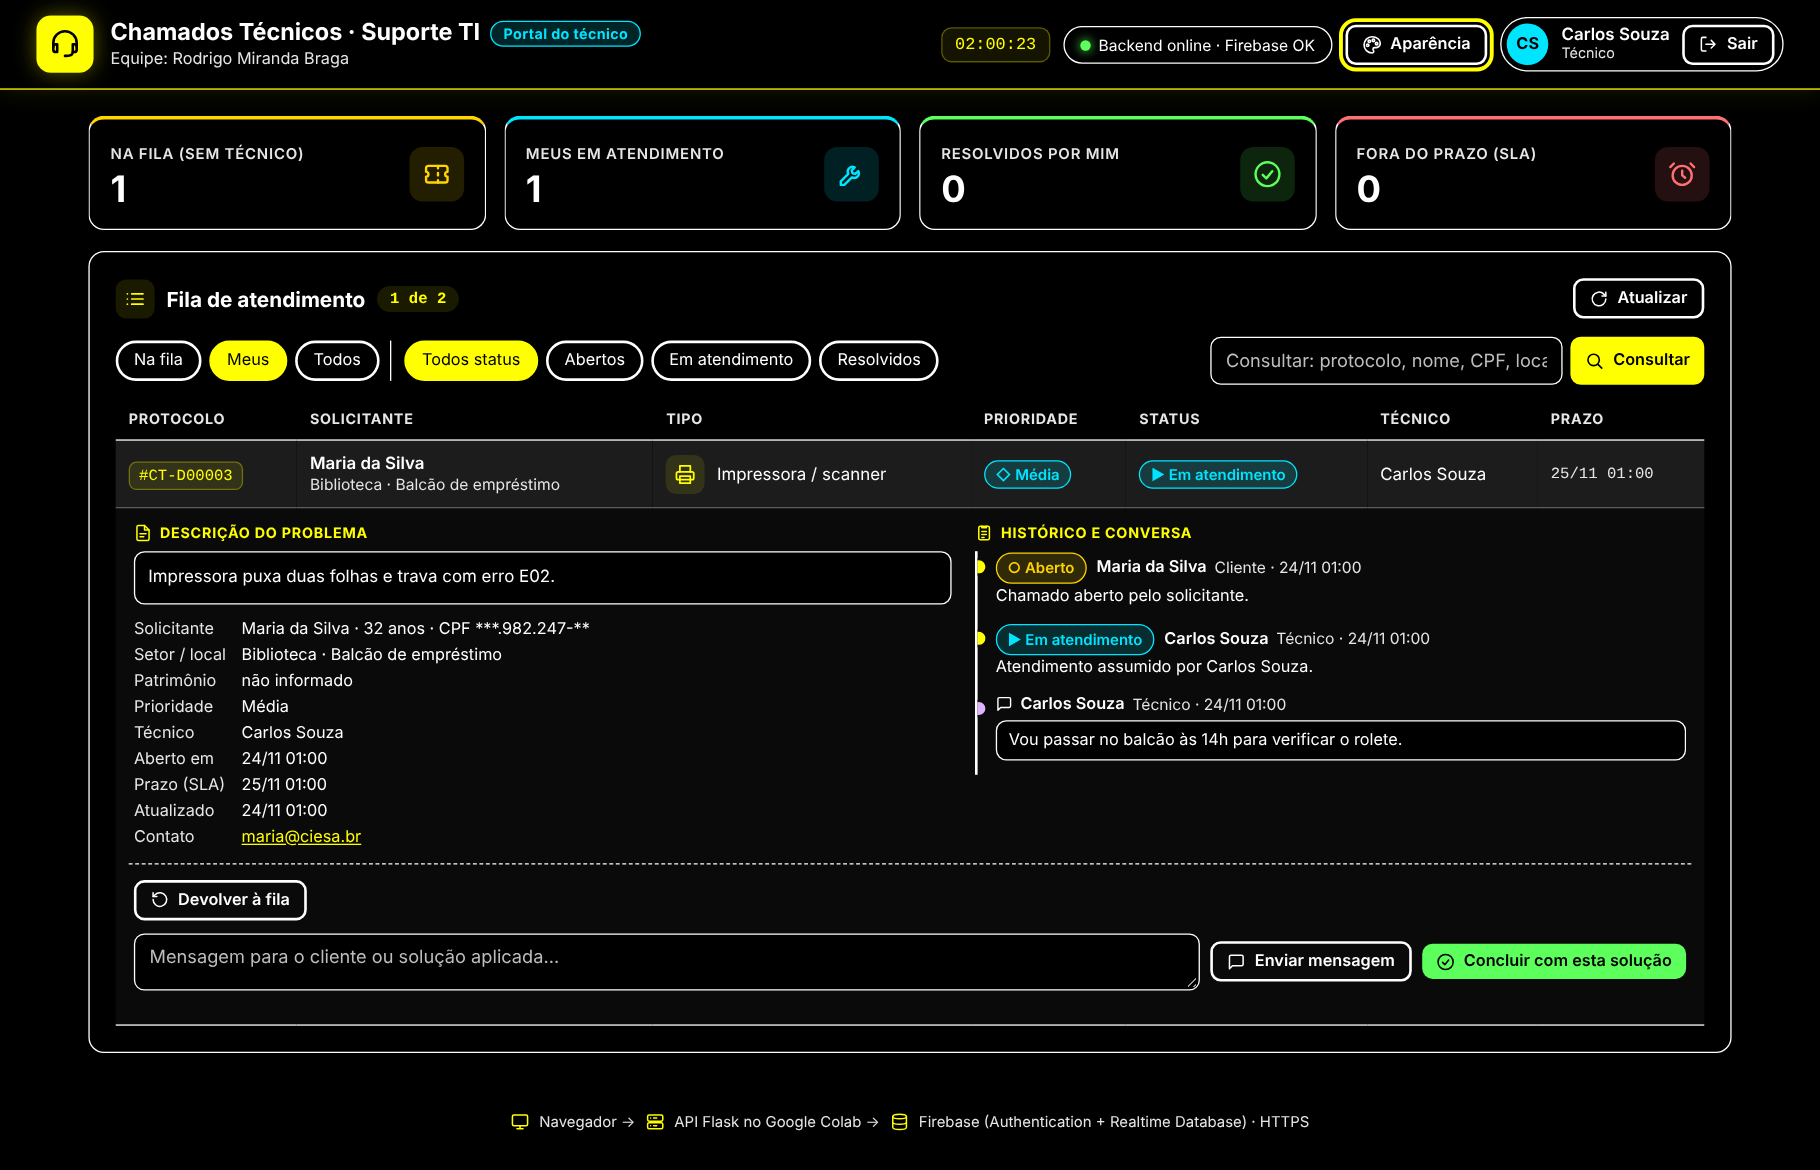 Chamados Técnicos · Suporte TI
Portal do técnico
Equipe: Rodrigo Miranda Braga
02:00:23
Backend online · Firebase OK
Aparência
CS
Carlos Souza
Técnico
Sair
NA FILA (SEM TÉCNICO)
1
MEUS EM ATENDIMENTO
1
RESOLVIDOS POR MIM
0
FORA DO PRAZO (SLA)
0
Fila de atendimento
1 de 2
Atualizar
Na fila
Meus
Todos
Todos status
Abertos
Em atendimento
Resolvidos
Consultar: protocolo, nome, CPF, loca
Consultar
PROTOCOLO SOLICITANTE TIPO PRIORIDADE STATUS TÉCNICO PRAZO
#CT-D00003
Maria da Silva
Biblioteca · Balcão de empréstimo
Impressora / scanner
Média
Em atendimento
Carlos Souza
25/11 01:00
DESCRIÇÃO DO PROBLEMA
Impressora puxa duas folhas e trava com erro E02.
Solicitante Maria da Silva · 32 anos · CPF ***.982.247-**
Setor / local Biblioteca · Balcão de empréstimo
Patrimônio não informado
Prioridade Média
Técnico Carlos Souza
Aberto em 24/11 01:00
Prazo (SLA) 25/11 01:00
Atualizado 24/11 01:00
Contato maria@ciesa.br
HISTÓRICO E CONVERSA
Aberto Maria da Silva Cliente · 24/11 01:00
Chamado aberto pelo solicitante.
Em atendimento Carlos Souza Técnico · 24/11 01:00
Atendimento assumido por Carlos Souza.
Carlos Souza Técnico · 24/11 01:00
Vou passar no balcão às 14h para verificar o rolete.
Devolver à fila
Mensagem para o cliente ou solução aplicada...
Enviar mensagem
Concluir com esta solução
Navegador → API Flask no Google Colab → Firebase (Authentication + Realtime Database) · HTTPS